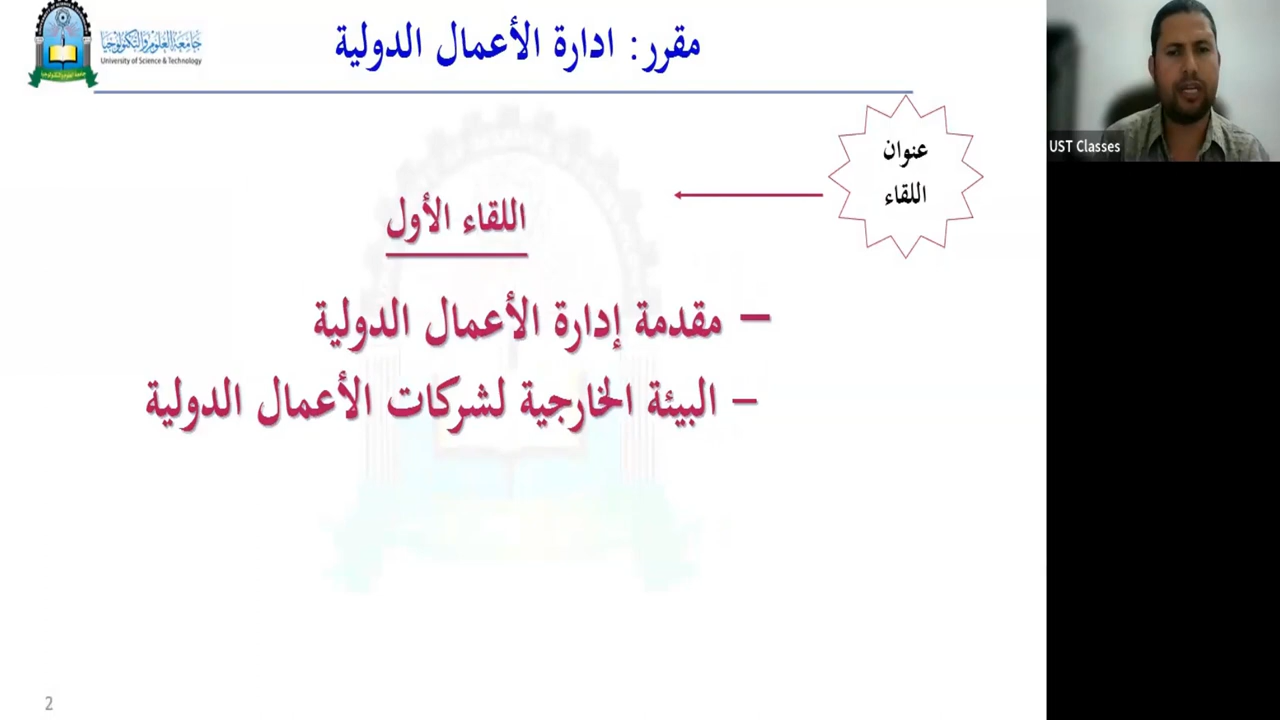 جامعة العلوم والتكنولوجيا
University of Science & Technology
مقرر: ادارة الأعمال الدولية
عنوان
اللقاء
اللقاء الأول
– مقدمة إدارة الأعمال الدولية
– البيئة الخارجية لشركات الأعمال الدولية
UST Classes
2